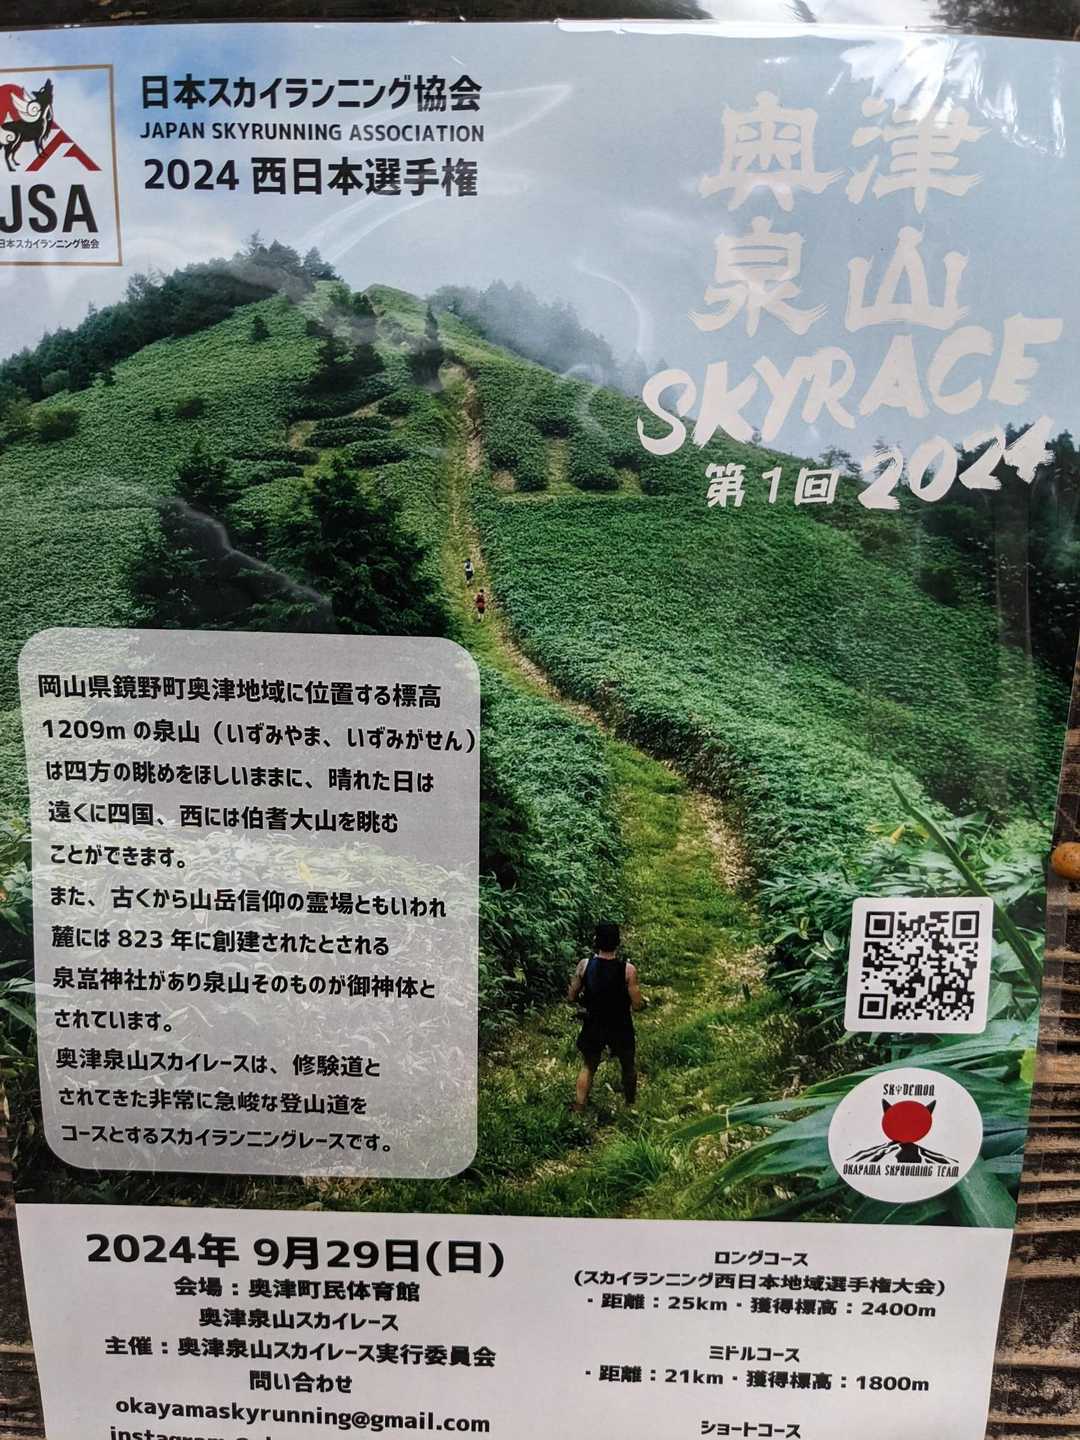 日本スカイランニング協会
JAPAN SKYRUNNING ASSOCIATION
2024 西日本選手権
JSA
日本スカイランニング協会
奥津
泉山
SKYRACE
第1回 2024
岡山県鏡野町奥津地域に位置する標高
1209mの泉山（いずみやま、いずみがせん）
は四方の眺めをほしいままに、晴れた日は
遠くに四国、西には伯耆大山を眺む
ことができます。
また、古くから山岳信仰の霊場ともいわれ
麓には 823 年に創建されたとされる
泉嵓神社があり泉山そのものが御神体と
されています。
奥津泉山スカイレースは、修験道と
されてきた非常に急峻な登山道を
コースとするスカイランニングレースです。
SKYDEMON
OKAYAMA SKYRUNNING TEAM
2024年 9月29日(日)
会場：奥津町民体育館
奥津泉山スカイレース
主催：奥津泉山スカイレース実行委員会
問い合わせ
okayamaskyrunning@gmail.com
ロングコース
(スカイランニング西日本地域選手権大会)
・距離：25km・獲得標高：2400m
ミドルコース
・距離：21km・獲得標高：1800m
ショートコース